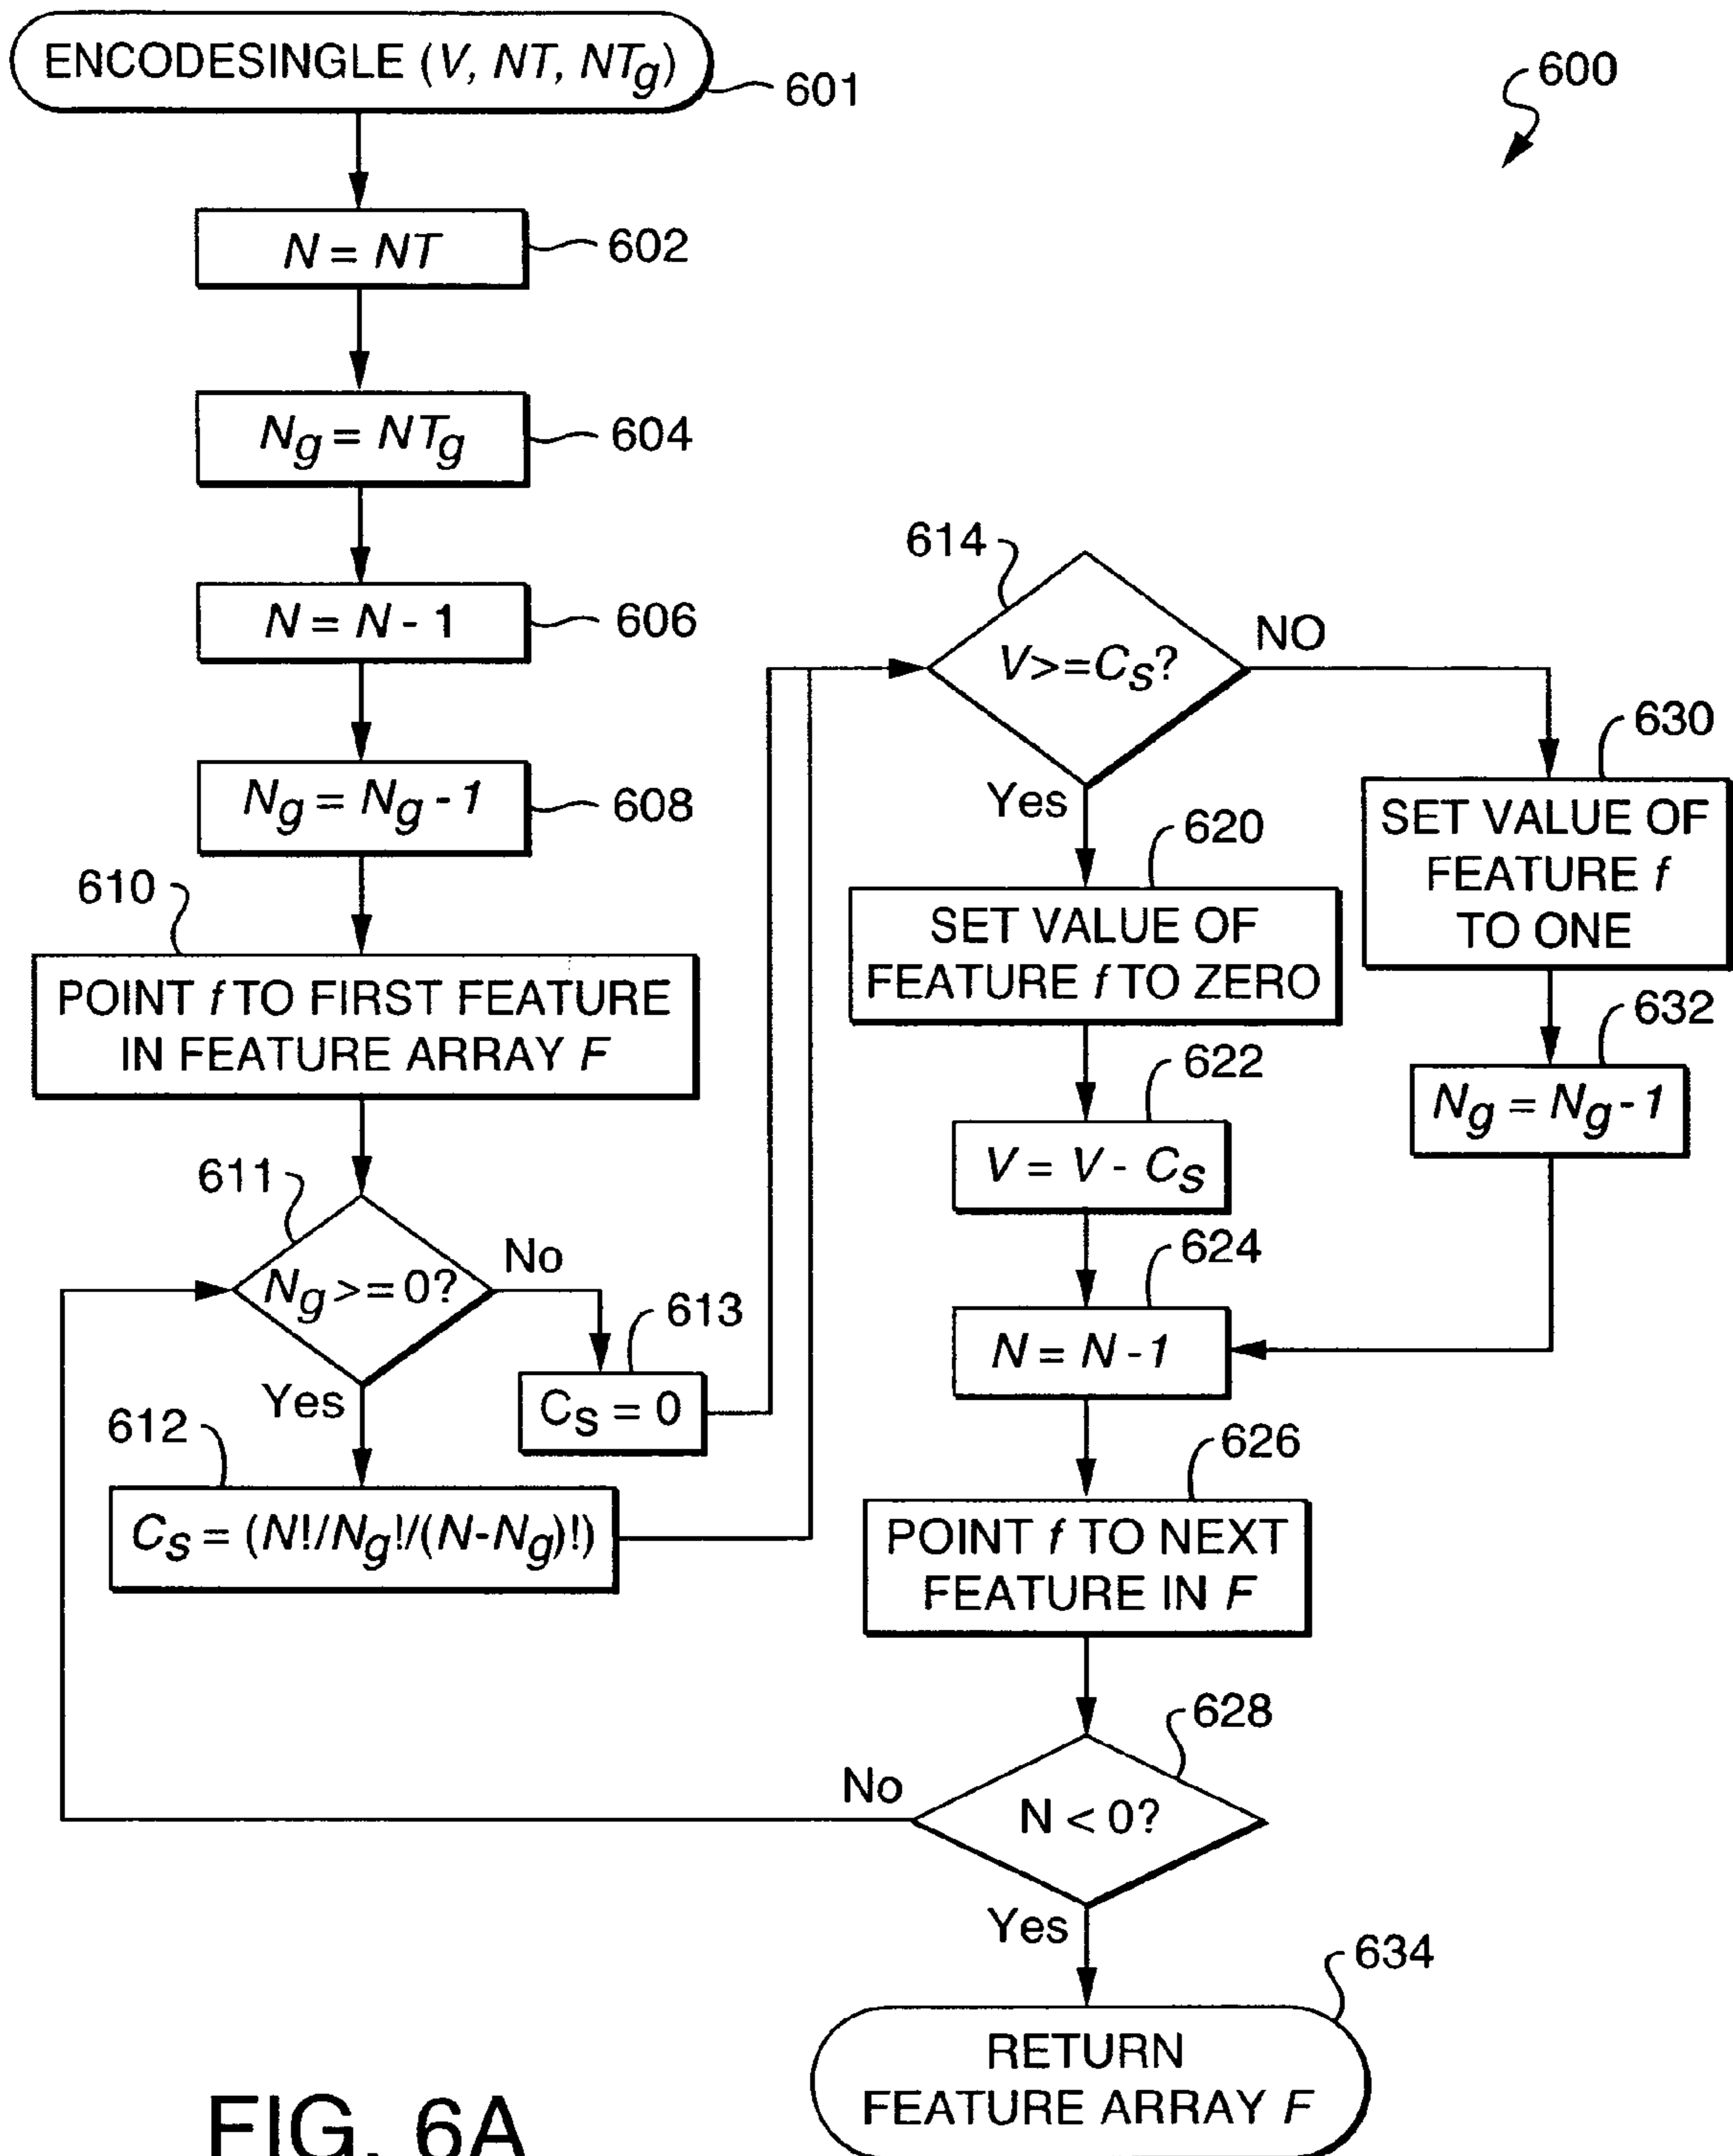 ENCODESINGLE (V, NT, NTg)
601
600
N = NT
602
Ng = NTg
604
N = N - 1
606
Ng = Ng - 1
608
610
POINT f TO FIRST FEATURE
IN FEATURE ARRAY F
611
Ng >= 0?
No
Yes
613
Cs = 0
612
Cs = (N!/Ng!/(N-Ng)!)
614
V>=Cs?
NO
Yes
630
SET VALUE OF
FEATURE f
TO ONE
632
Ng = Ng - 1
620
SET VALUE OF
FEATURE f TO ZERO
622
V = V - Cs
624
N = N - 1
626
POINT f TO NEXT
FEATURE IN F
628
N < 0?
No
Yes
634
RETURN
FEATURE ARRAY F
FIG. 6A